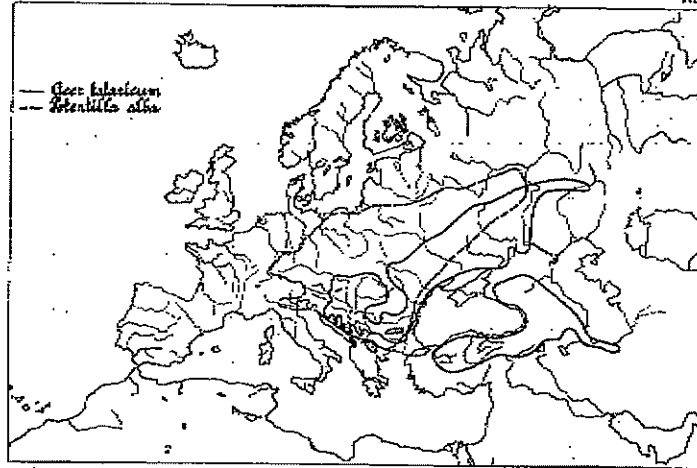 — Acer tataricum
--- Potentilla alba